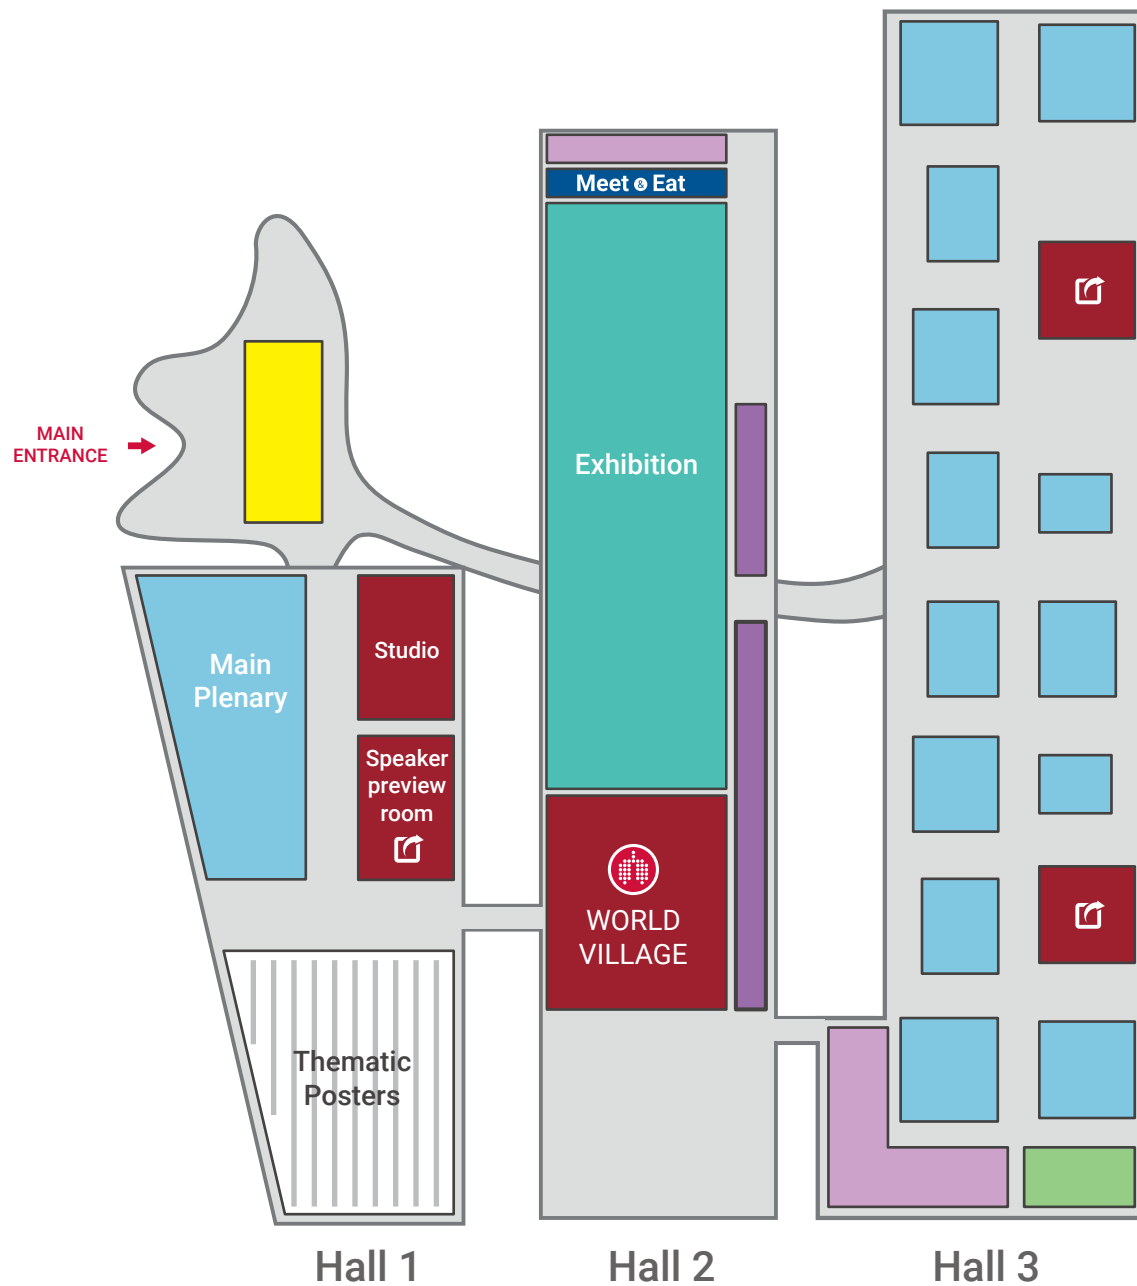 Meet & Eat
MAIN
ENTRANCE
Exhibition
Main
Plenary
Studio
Speaker
preview
room
WORLD
VILLAGE
Thematic
Posters
Hall 1
Hall 2
Hall 3